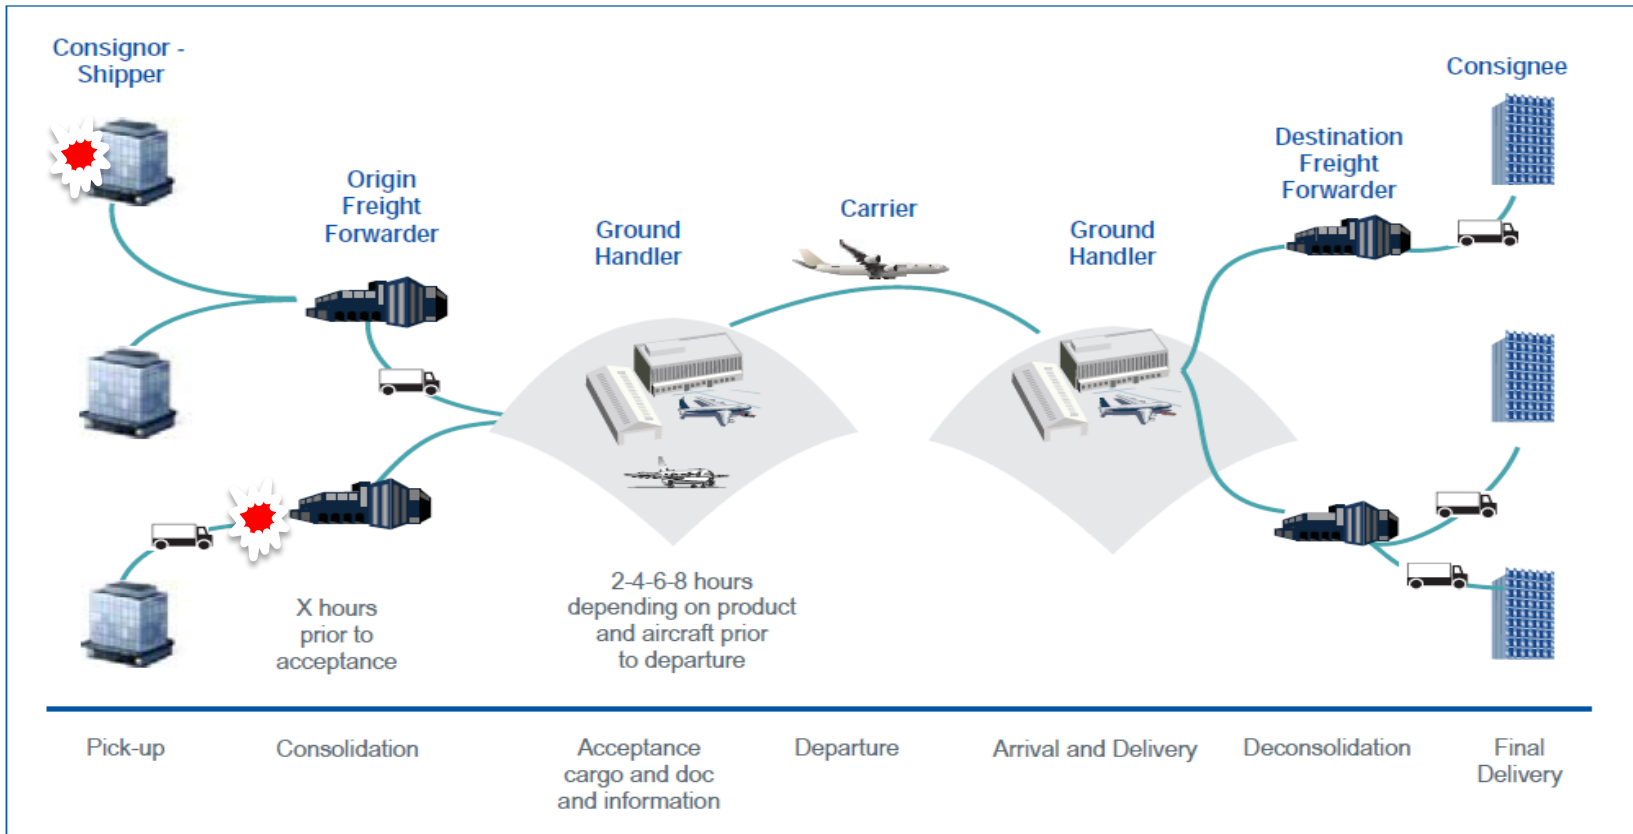 Consignor -
Shipper
Consignee
Destination
Freight
Forwarder
Origin
Freight
Forwarder
Carrier
Ground
Handler
Ground
Handler
X hours
prior to
acceptance
2-4-6-8 hours
depending on product
and aircraft prior
to departure
Pick-up
Consolidation
Acceptance
cargo and doc
and information
Departure
Arrival and Delivery
Deconsolidation
Final
Delivery